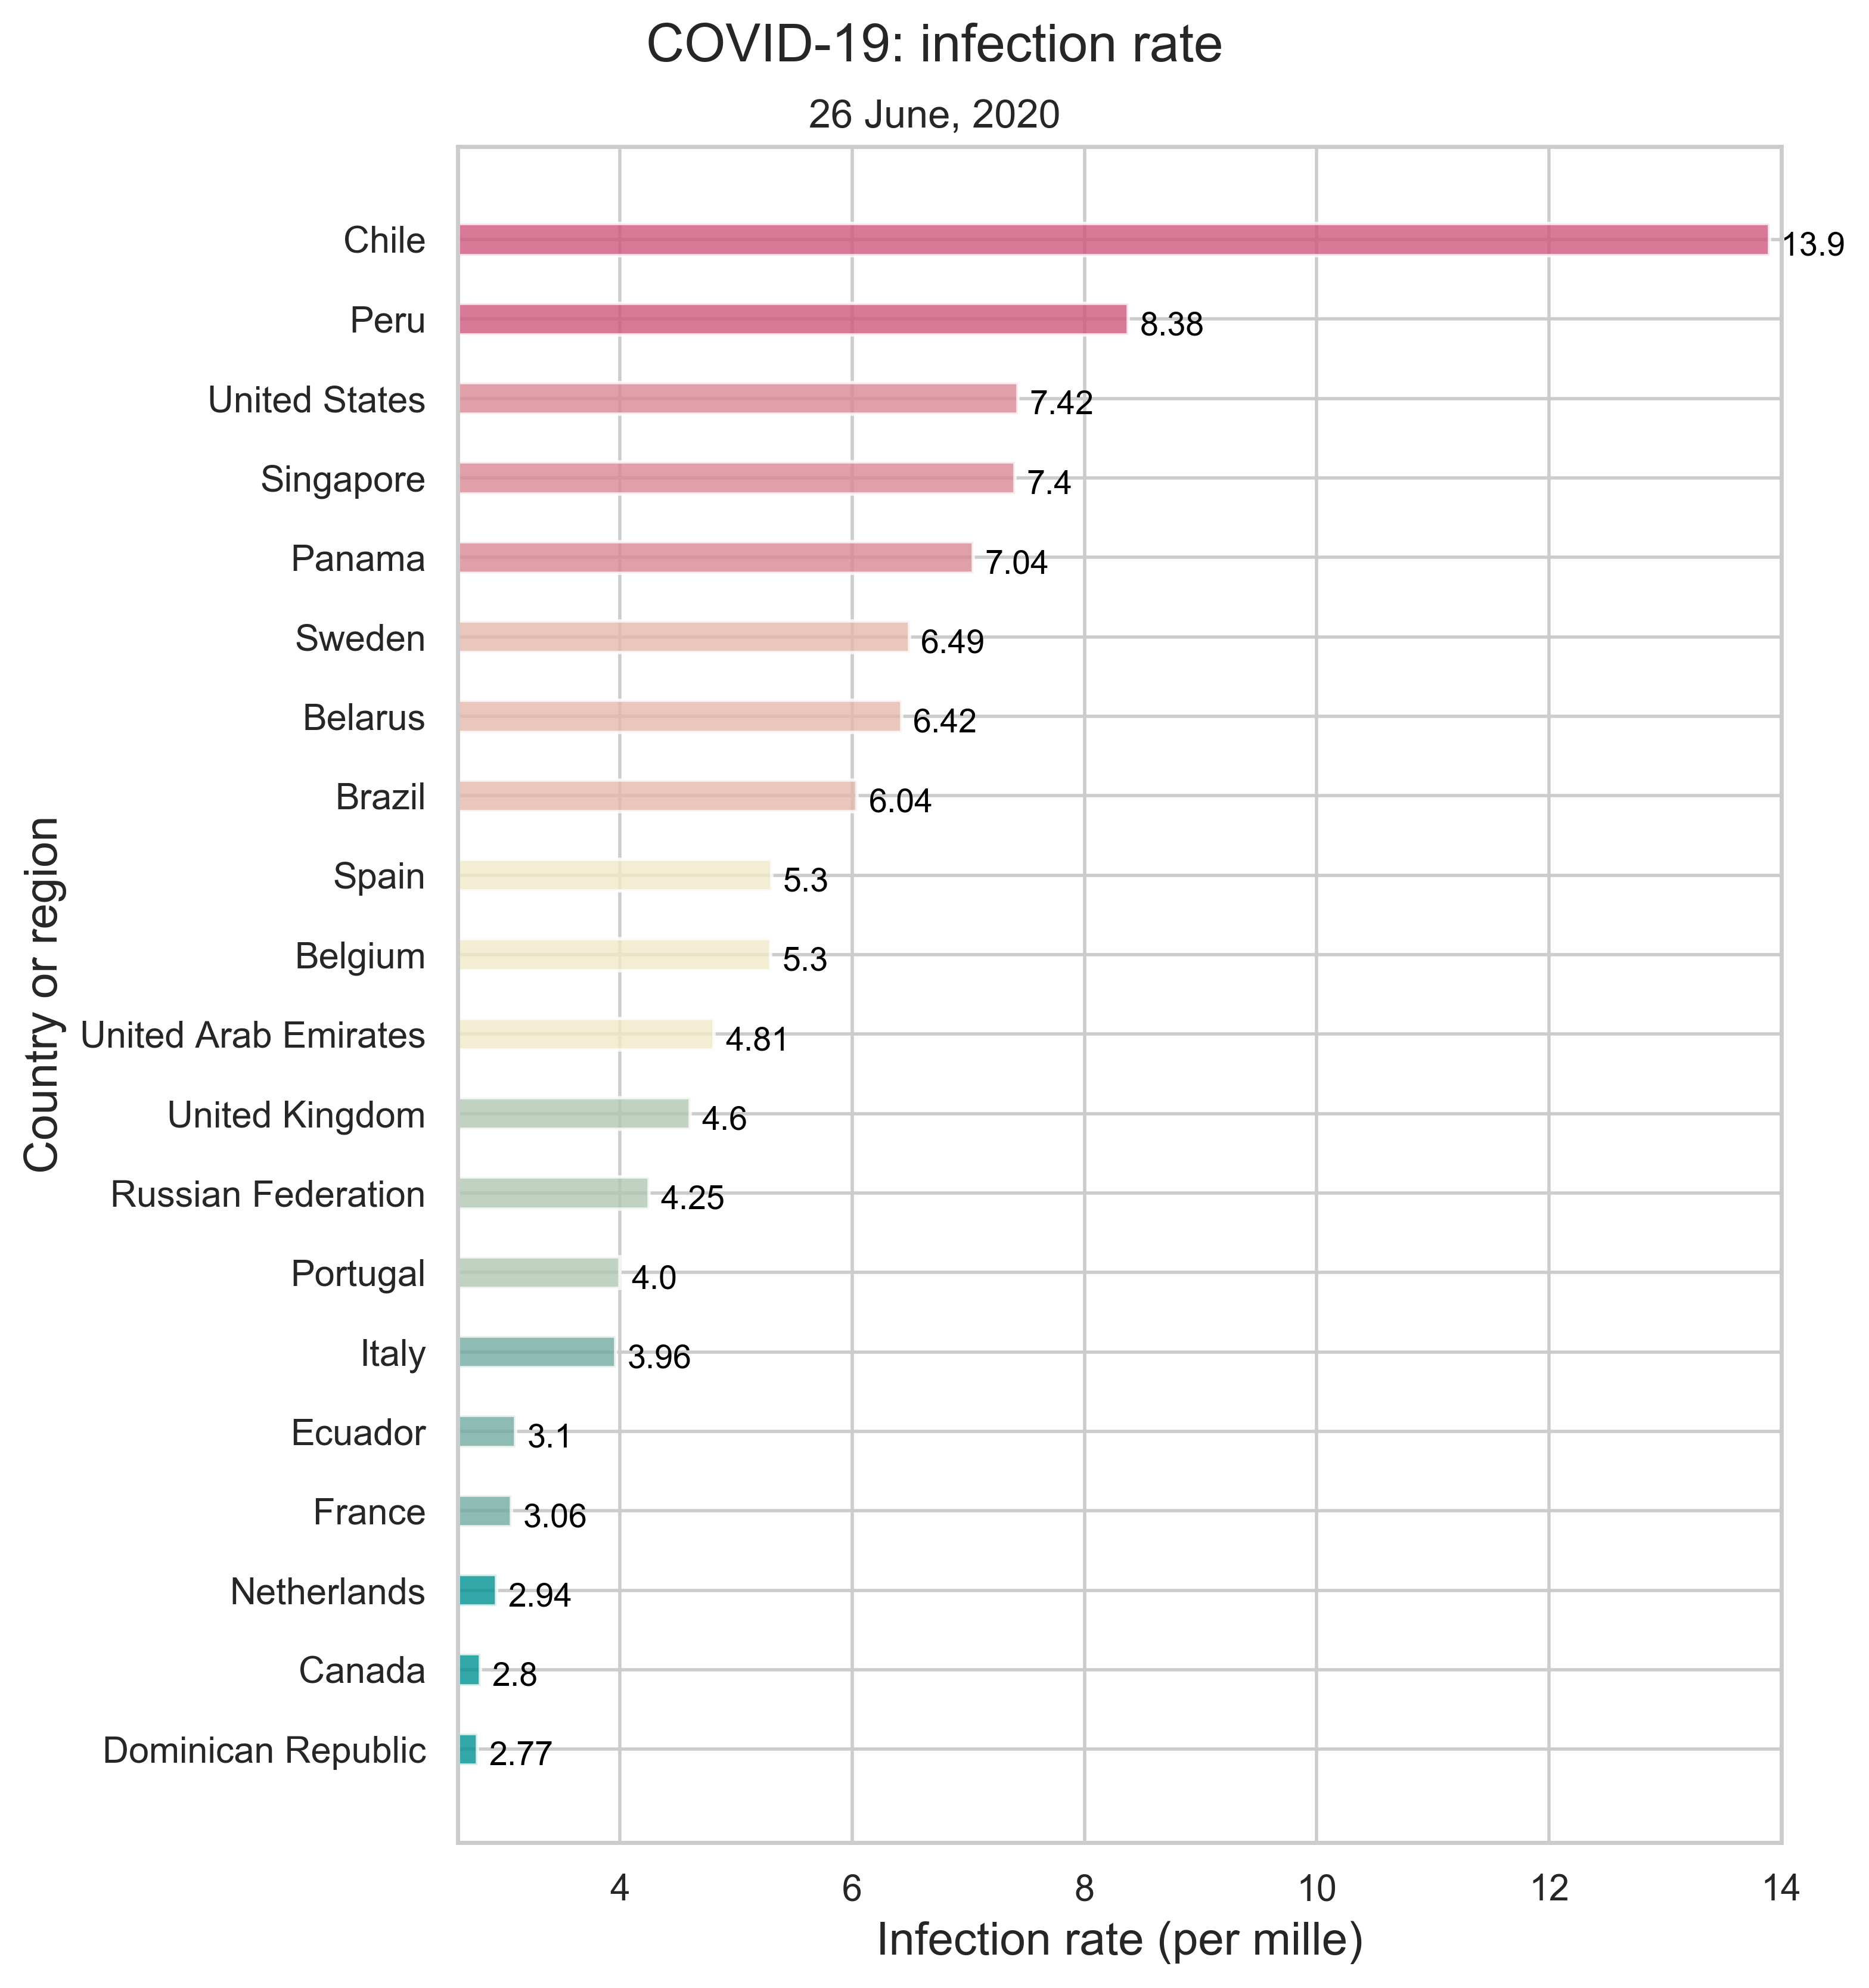 COVID-19: infection rate
26 June, 2020
Country or region
Chile 13.9
Peru 8.38
United States 7.42
Singapore 7.4
Panama 7.04
Sweden 6.49
Belarus 6.42
Brazil 6.04
Spain 5.3
Belgium 5.3
United Arab Emirates 4.81
United Kingdom 4.6
Russian Federation 4.25
Portugal 4.0
Italy 3.96
Ecuador 3.1
France 3.06
Netherlands 2.94
Canada 2.8
Dominican Republic 2.77
4 6 8 10 12 14
Infection rate (per mille)